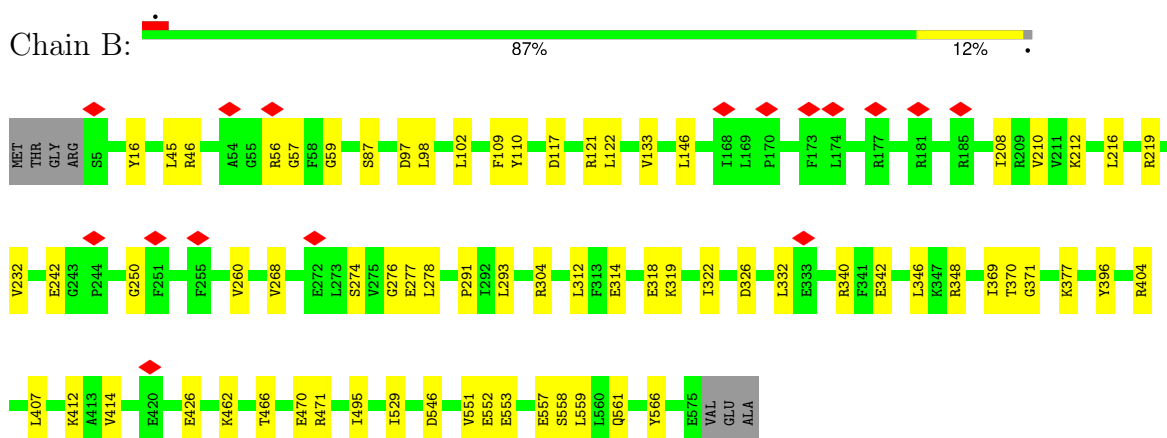 Chain B:
87%
12%
MET THR GLY ARG S5 Y16 L45 R46 A54 G55 R56 G57 F58 G59 S87 D97 L98 L102 F109 Y110 D117 R121 L122 V133 L146 I168 L169 P170 F173 L174 R177 R181 R185 I208 R209 V210 V211 K212 L216 R219
V232 E242 G243 P244 G250 F251 F255 V260 V268 E272 L273 S274 V275 G276 E277 L278 P291 I292 L293 R304 L312 F313 E314 E318 K319 I322 D326 L332 E333 R340 F341 E342 L346 K347 R348 I369 T370 G371 K377 Y396 R404
L407 K412 A413 V414 E420 E426 K462 T466 E470 R471 I495 I529 D546 V551 E552 E553 E557 S558 L559 L560 Q561 Y566 E575 VAL GLU ALA